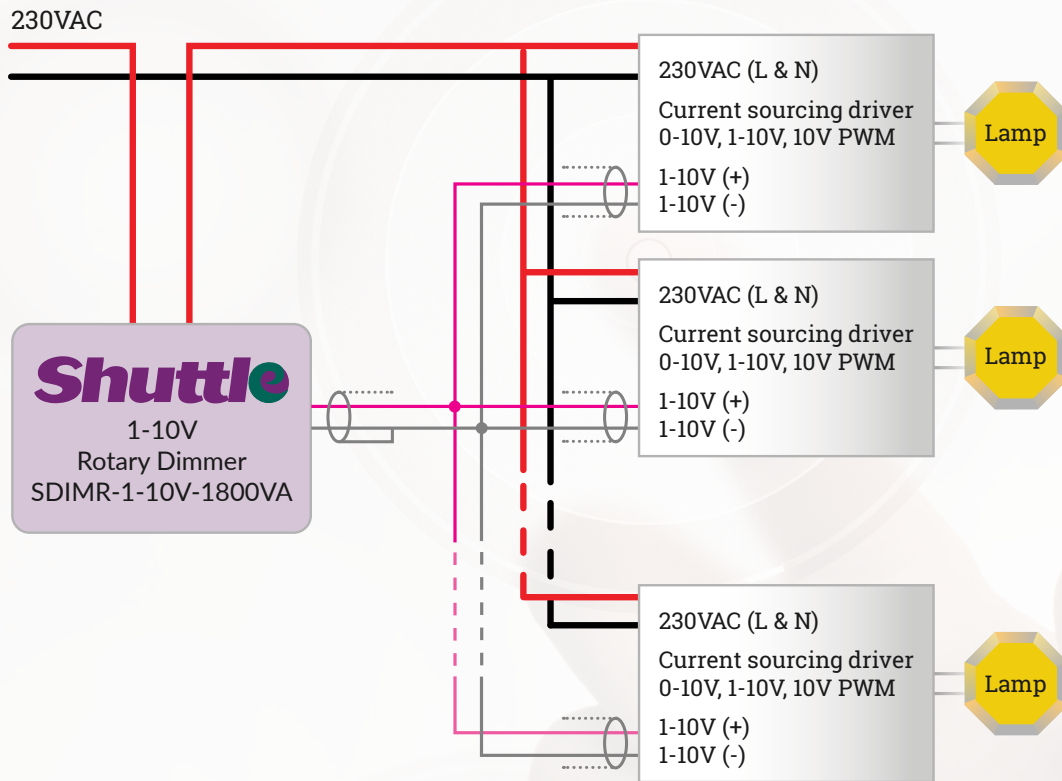 230VAC
230VAC (L & N)
Current sourcing driver
0-10V, 1-10V, 10V PWM
1-10V (+)
1-10V (-)
Lamp
230VAC (L & N)
Current sourcing driver
0-10V, 1-10V, 10V PWM
1-10V (+)
1-10V (-)
Lamp
Shuttle
1-10V
Rotary Dimmer
SDIMR-1-10V-1800VA
230VAC (L & N)
Current sourcing driver
0-10V, 1-10V, 10V PWM
1-10V (+)
1-10V (-)
Lamp